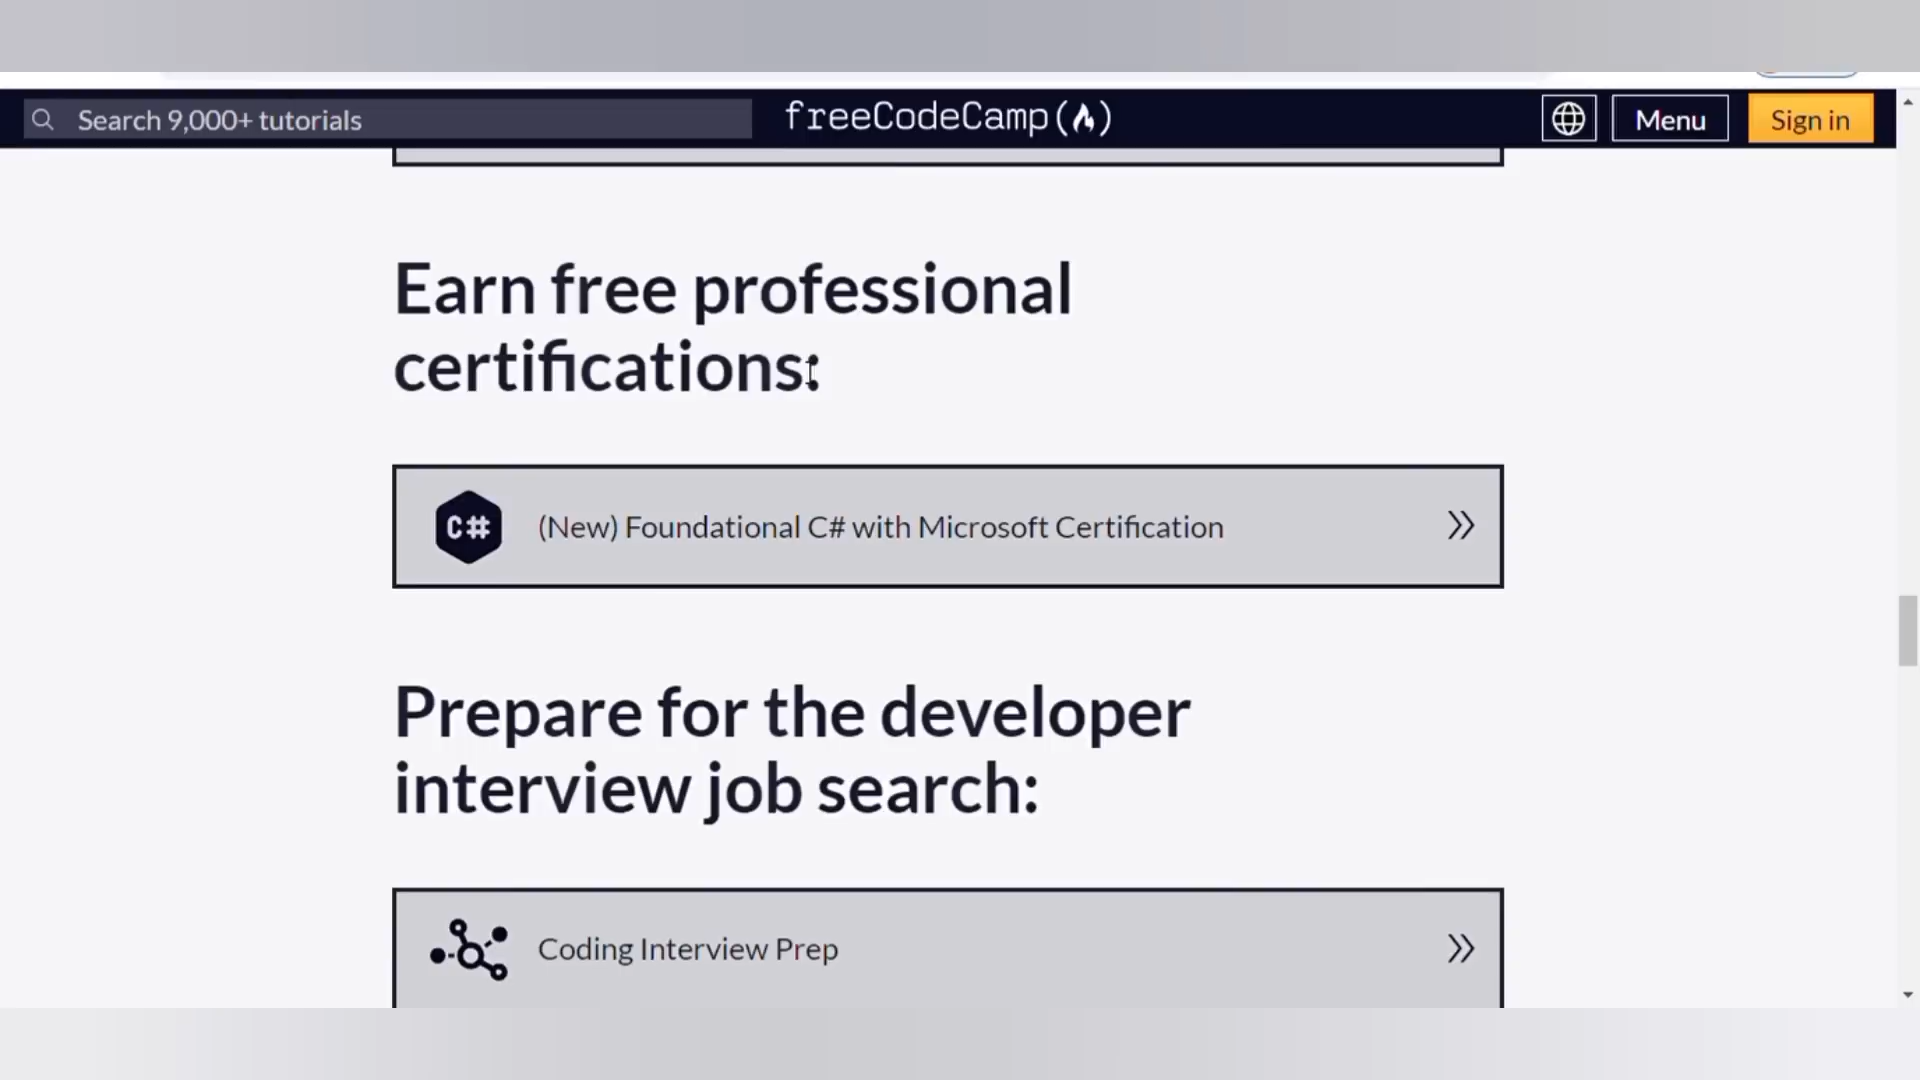 Search 9,000+ tutorials
freeCodeCamp
Menu
Sign in
Earn free professional
certifications:
C#
(New) Foundational C# with Microsoft Certification
Prepare for the developer
interview job search:
Coding Interview Prep